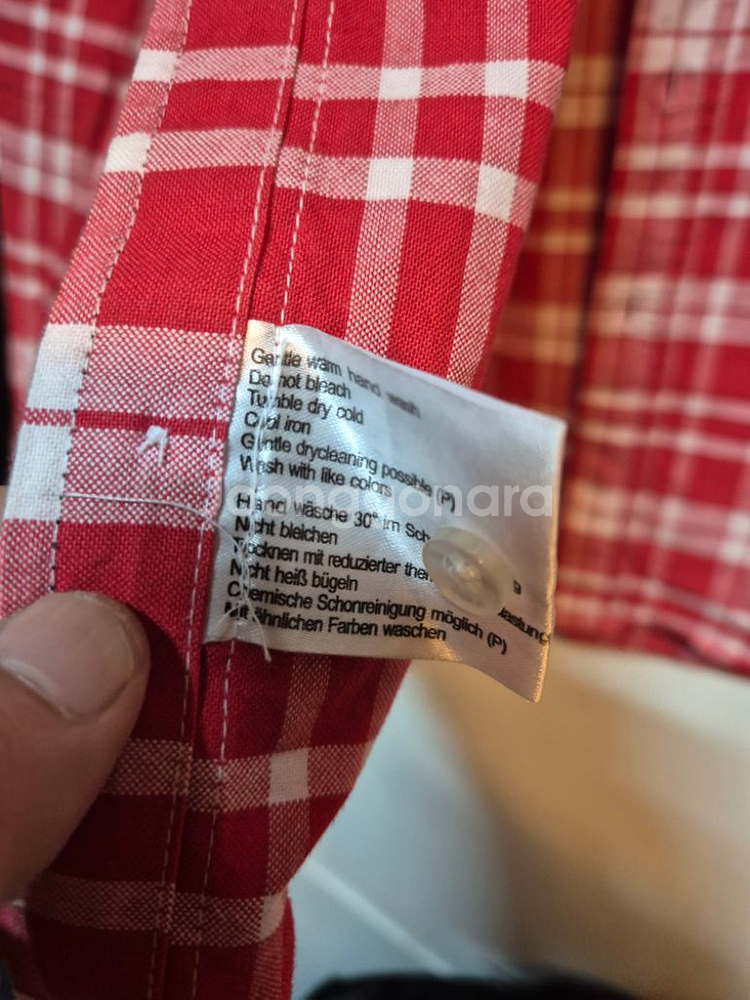 Gentle warm hand wash
Do not bleach
Tumble dry cold
Cool iron
Gentle drycleaning possible (P)
Wash with like colors
Hand wäsche 30° im
Nicht bleichen
Trocknen mit reduzierter
Nicht heiß bügeln
Chemische Schonreinigung möglich (P)
Mit ähnlichen Farben waschen